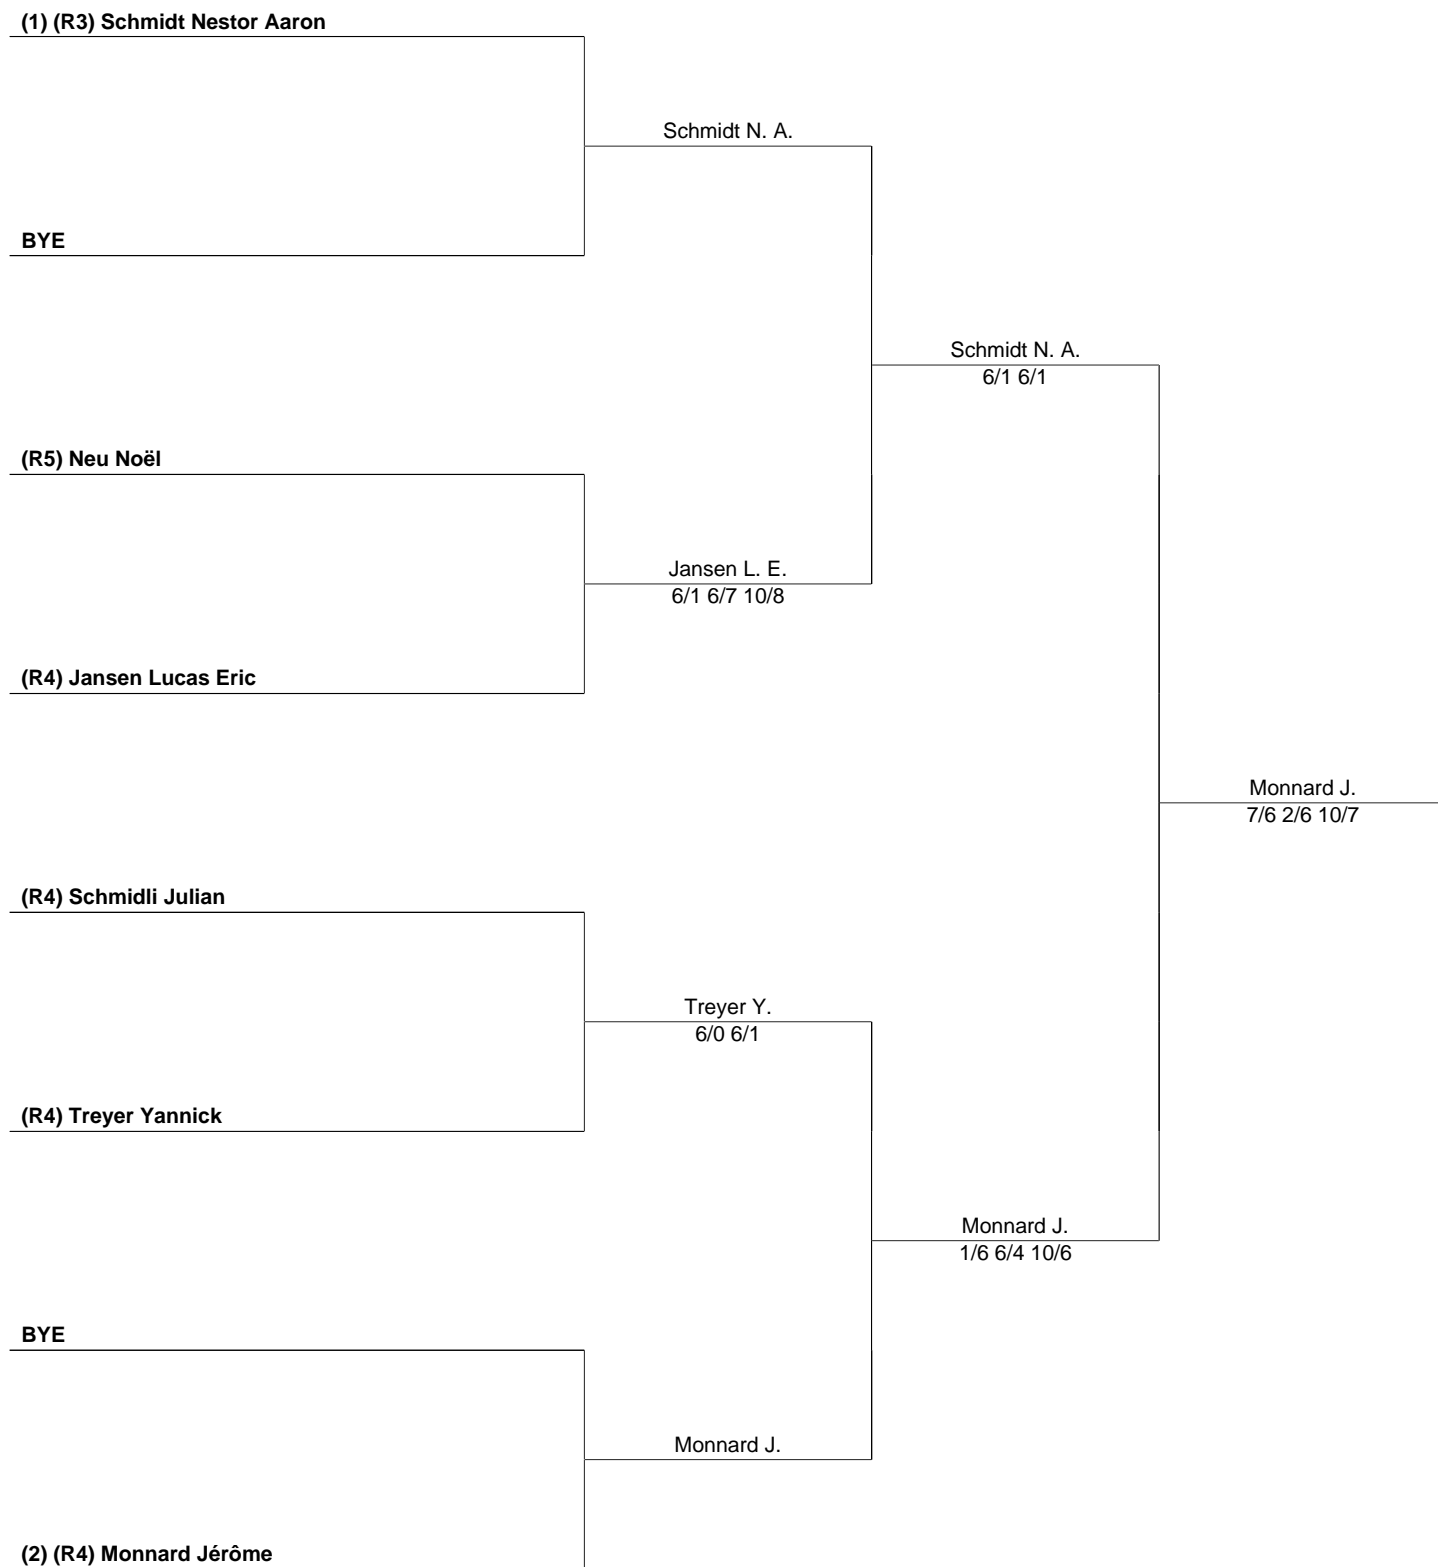 (1) (R3) Schmidt Nestor Aaron
Schmidt N. A.
BYE
Schmidt N. A.
6/1 6/1
(R5) Neu Noël
Jansen L. E.
6/1 6/7 10/8
(R4) Jansen Lucas Eric
Monnard J.
7/6 2/6 10/7
(R4) Schmidli Julian
Treyer Y.
6/0 6/1
(R4) Treyer Yannick
Monnard J.
1/6 6/4 10/6
BYE
Monnard J.
(2) (R4) Monnard Jérôme